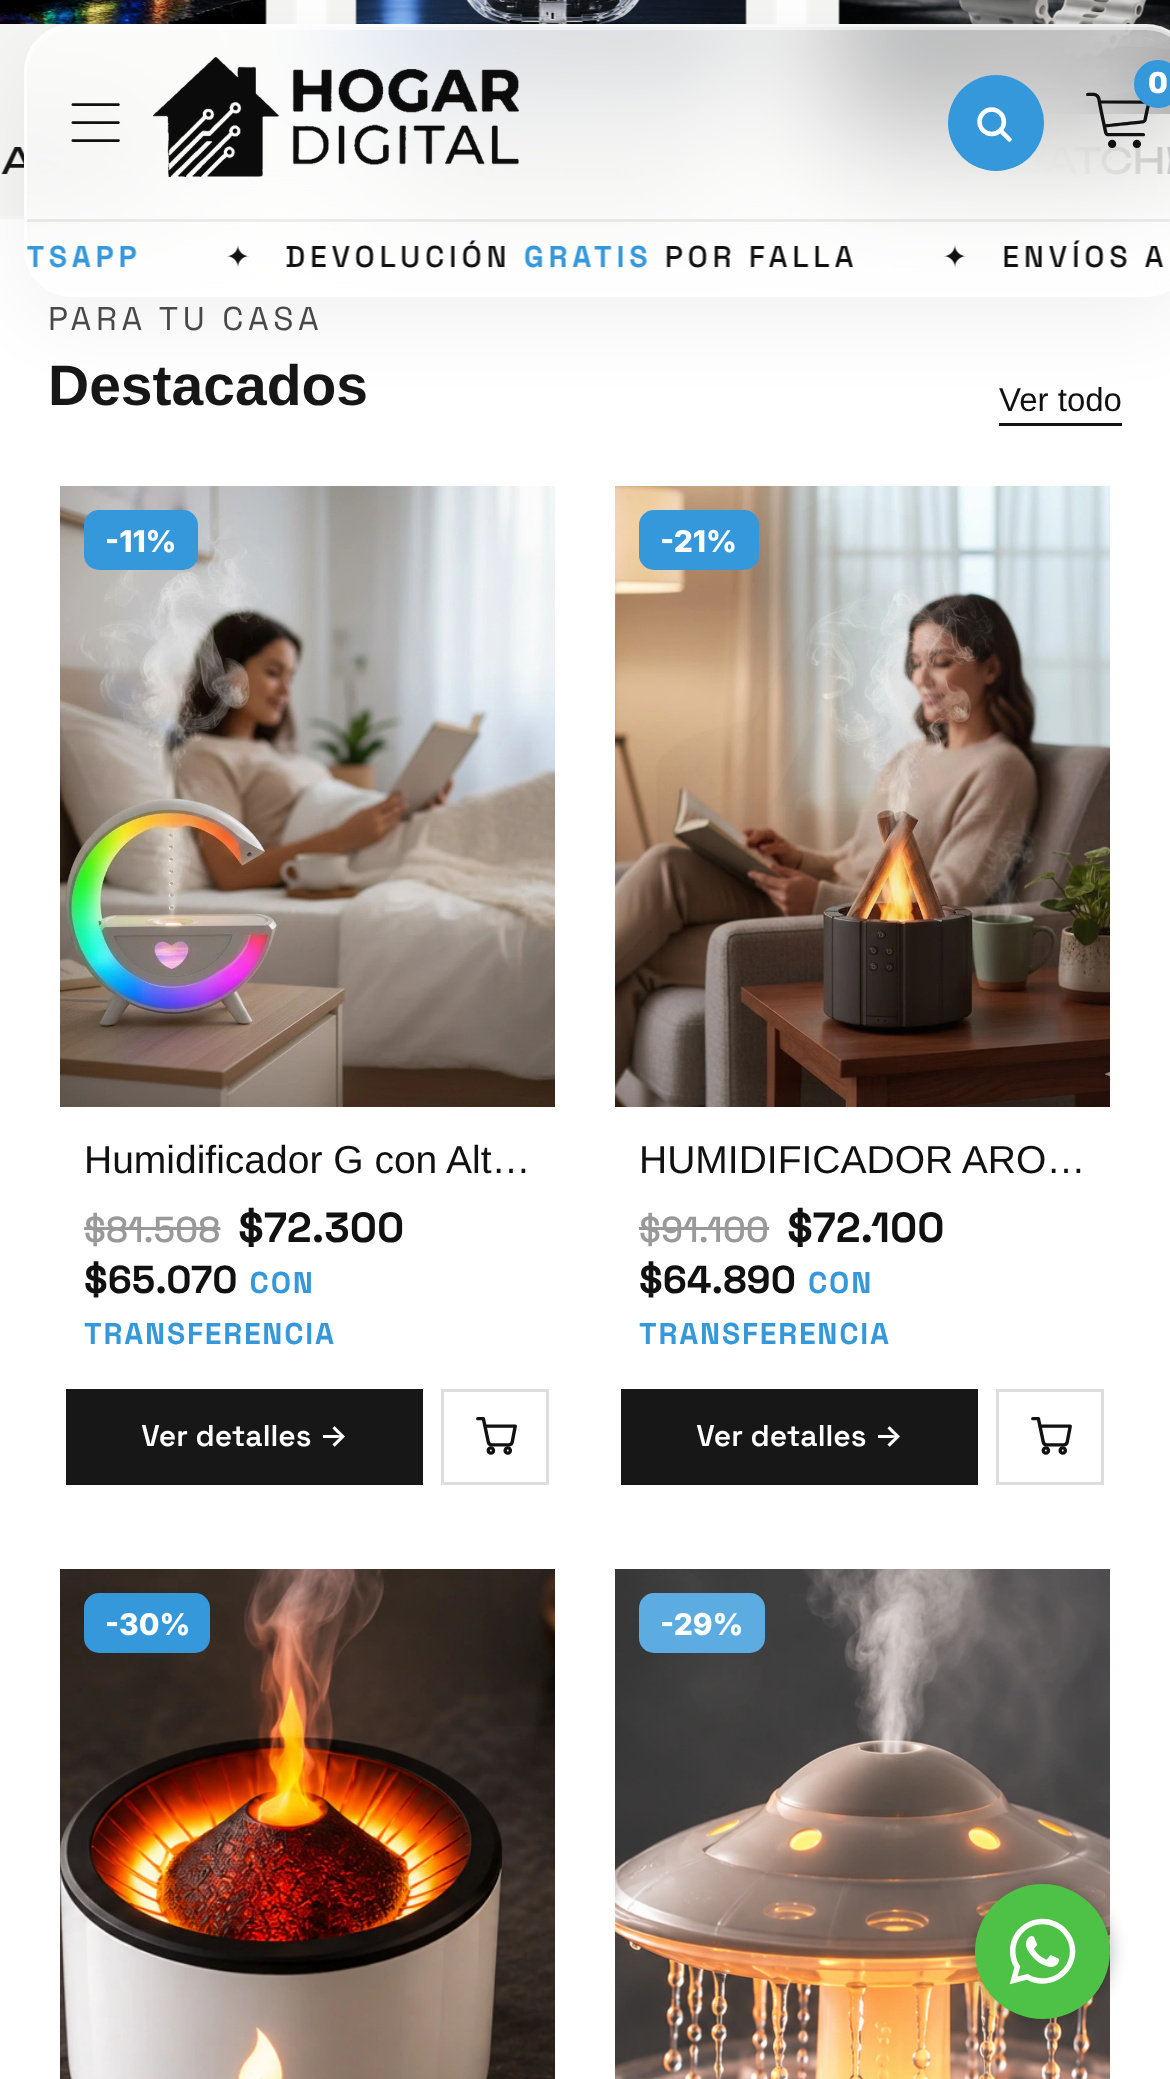 HOGAR
DIGITAL
0
TSAPP ✦ DEVOLUCIÓN GRATIS POR FALLA ✦ ENVÍOS A
PARA TU CASA
Destacados
Ver todo
-11%
-21%
Humidificador G con Alt...
$81.508 $72.300
$65.070 CON
TRANSFERENCIA
Ver detalles →
HUMIDIFICADOR ARO...
$91.100 $72.100
$64.890 CON
TRANSFERENCIA
Ver detalles →
-30%
-29%